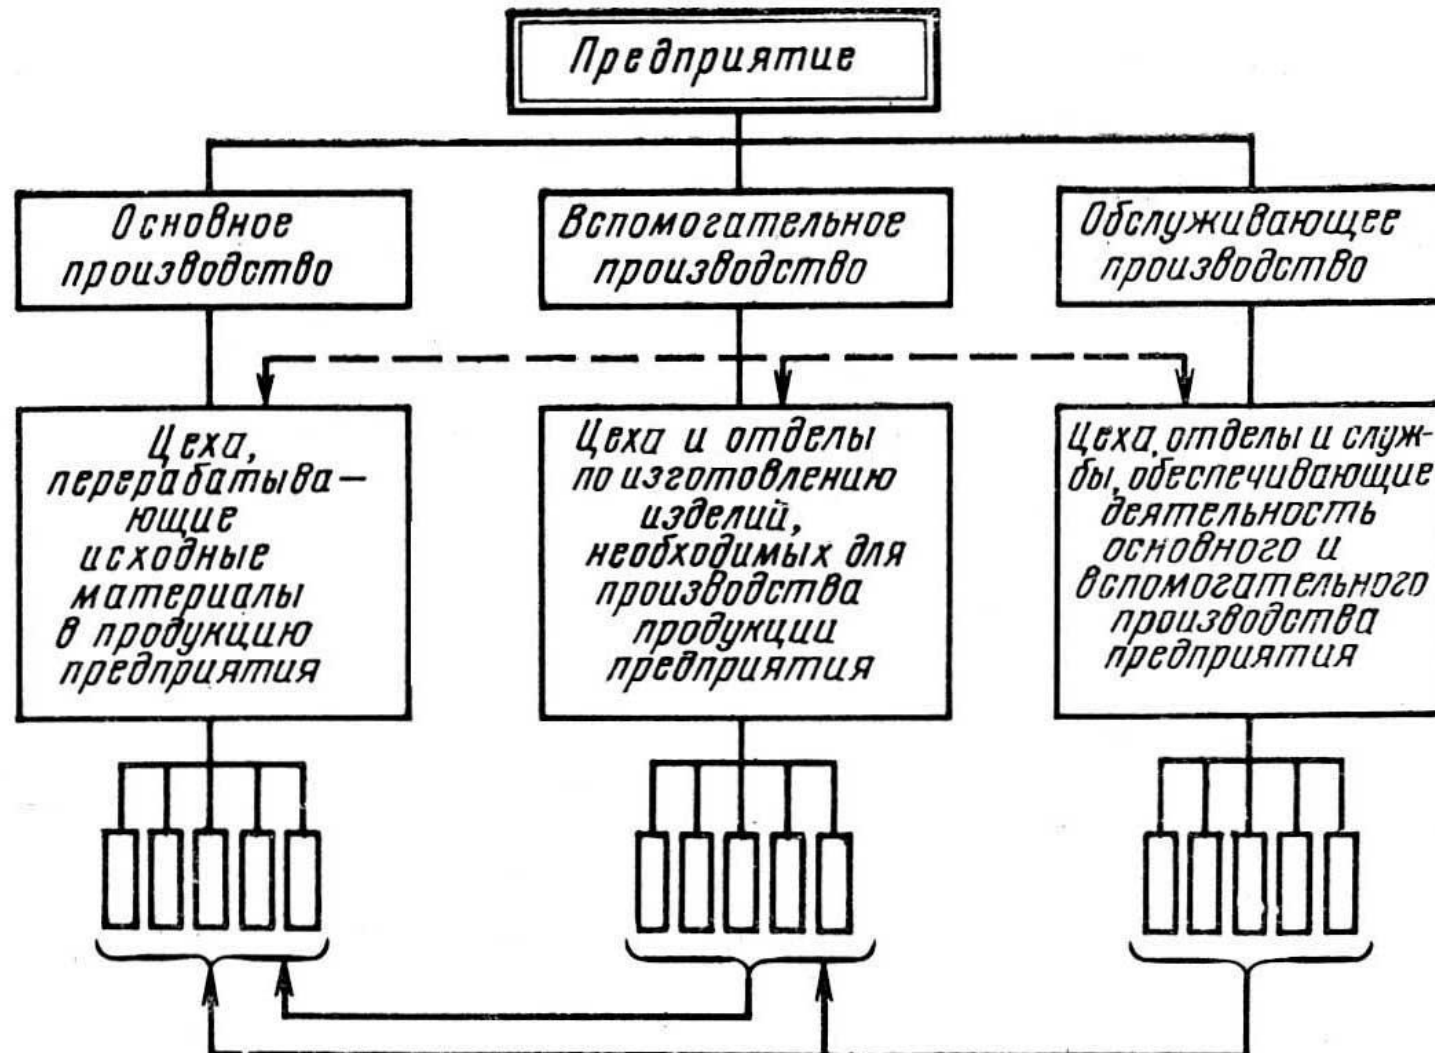 Предприятие
Основное
производство
Вспомогательное
производство
Обслуживающее
производство
Цеха,
перерабатыва-
ющие
исходные
материалы
в продукцию
предприятия
Цеха и отделы
по изготовлению
изделий,
необходимых для
производства
продукции
предприятия
Цеха, отделы и служ-
бы, обеспечивающие
деятельность
основного и
вспомогательного
производства
предприятия